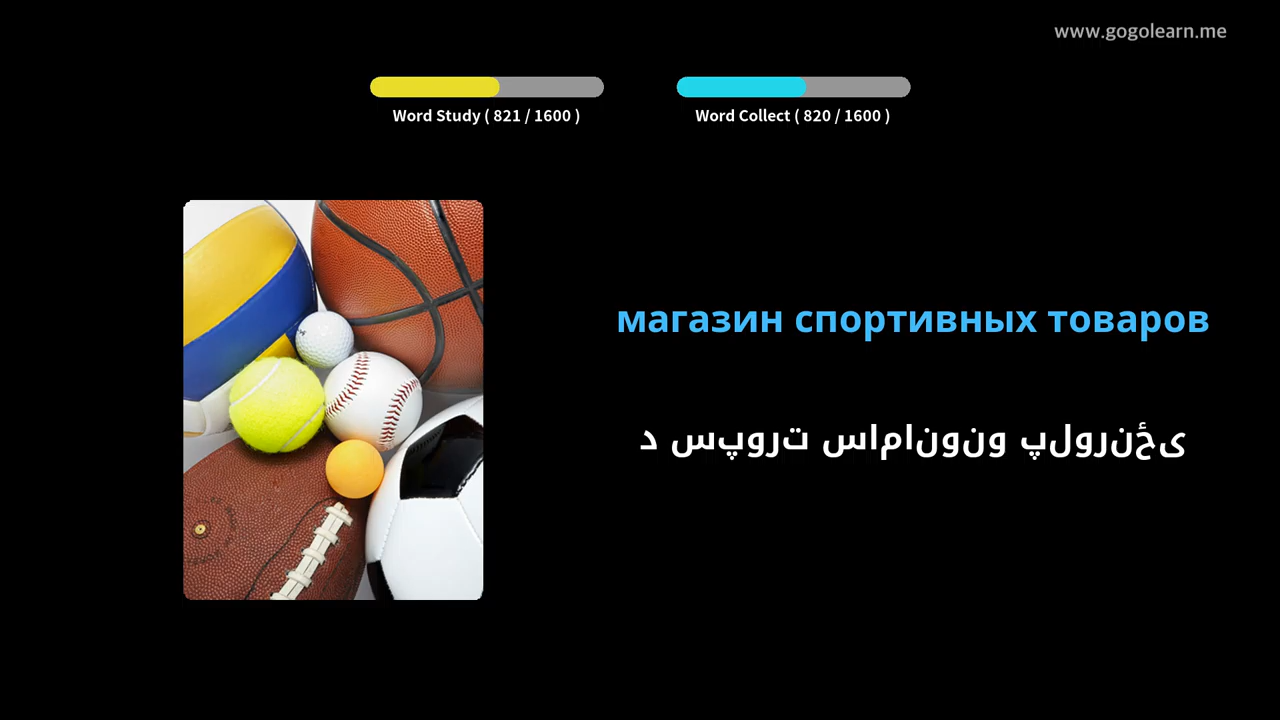 www.gogolearn.me
Word Study ( 821 / 1600 )
Word Collect ( 820 / 1600 )
магазин спортивных товаров
د سپورت سامانونو پلورنځی